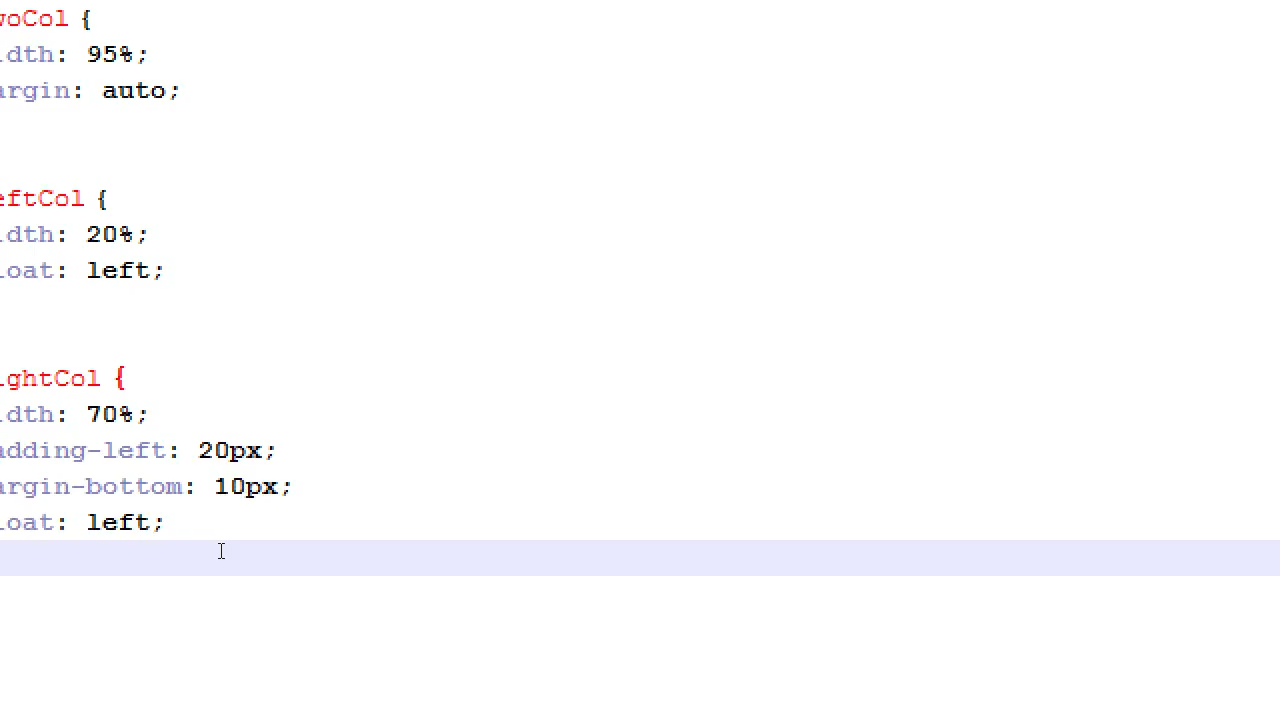 woCol {
idth: 95%;
argin: auto;
eftCol {
idth: 20%;
loat: left;
ightCol {
idth: 70%;
adding-left: 20px;
argin-bottom: 10px;
loat: left;